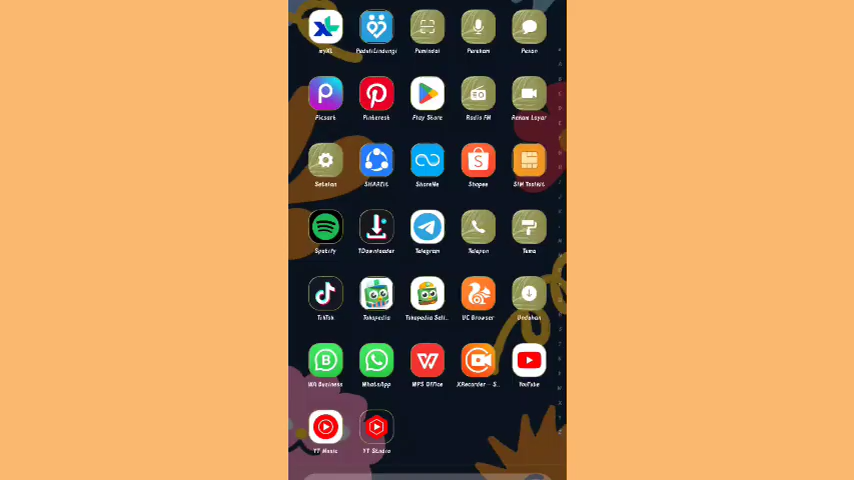 myXL PeduliLindungi Pemindai Perekam Pesan
Picsart Pinterest Play Store Radio FM Rekam Layar
Setelan SHAREit ShareMe Shopee SIM Toolkit
Spotify TDownloader Telegram Telepon Tema
TikTok Tokopedia Tokopedia Sell.. UC Browser Unduhan
WA Business WhatsApp WPS Office XRecorder - S.. YouTube
YT Music YT Studio